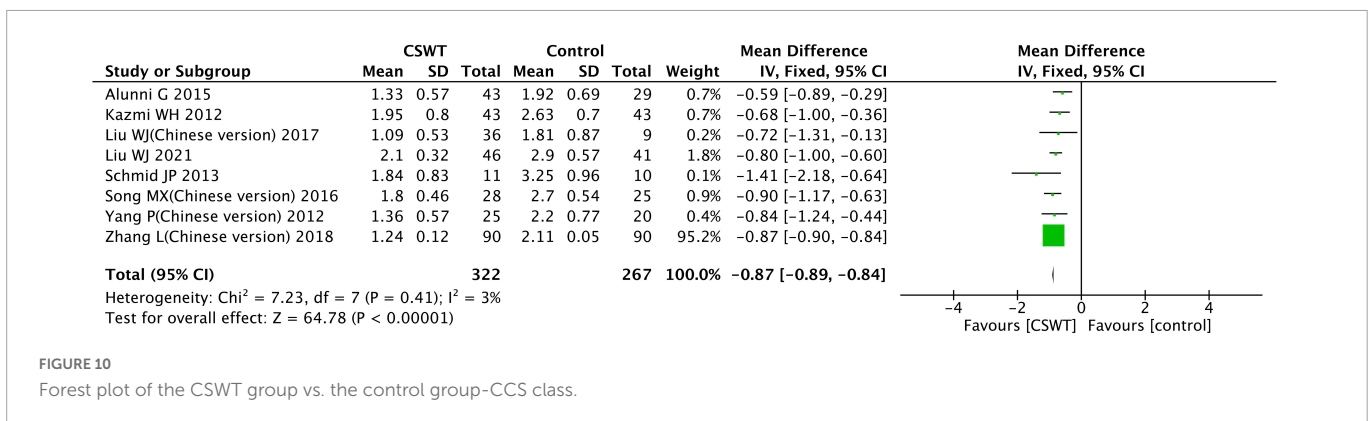 CSWT Control Mean Difference Mean Difference
Study or Subgroup Mean SD Total Mean SD Total Weight IV, Fixed, 95% CI IV, Fixed, 95% CI
Alunni G 2015 1.33 0.57 43 1.92 0.69 29 0.7% −0.59 [−0.89, −0.29]
Kazmi WH 2012 1.95 0.8 43 2.63 0.7 43 0.7% −0.68 [−1.00, −0.36]
Liu WJ(Chinese version) 2017 1.09 0.53 36 1.81 0.87 9 0.2% −0.72 [−1.31, −0.13]
Liu WJ 2021 2.1 0.32 46 2.9 0.57 41 1.8% −0.80 [−1.00, −0.60]
Schmid JP 2013 1.84 0.83 11 3.25 0.96 10 0.1% −1.41 [−2.18, −0.64]
Song MX(Chinese version) 2016 1.8 0.46 28 2.7 0.54 25 0.9% −0.90 [−1.17, −0.63]
Yang P(Chinese version) 2012 1.36 0.57 25 2.2 0.77 20 0.4% −0.84 [−1.24, −0.44]
Zhang L(Chinese version) 2018 1.24 0.12 90 2.11 0.05 90 95.2% −0.87 [−0.90, −0.84]
Total (95% CI) 322 267 100.0% −0.87 [−0.89, −0.84]
Heterogeneity: Chi² = 7.23, df = 7 (P = 0.41); I² = 3%
Test for overall effect: Z = 64.78 (P < 0.00001)
−4 −2 0 2 4
Favours [CSWT] Favours [control]
FIGURE 10
Forest plot of the CSWT group vs. the control group-CCS class.